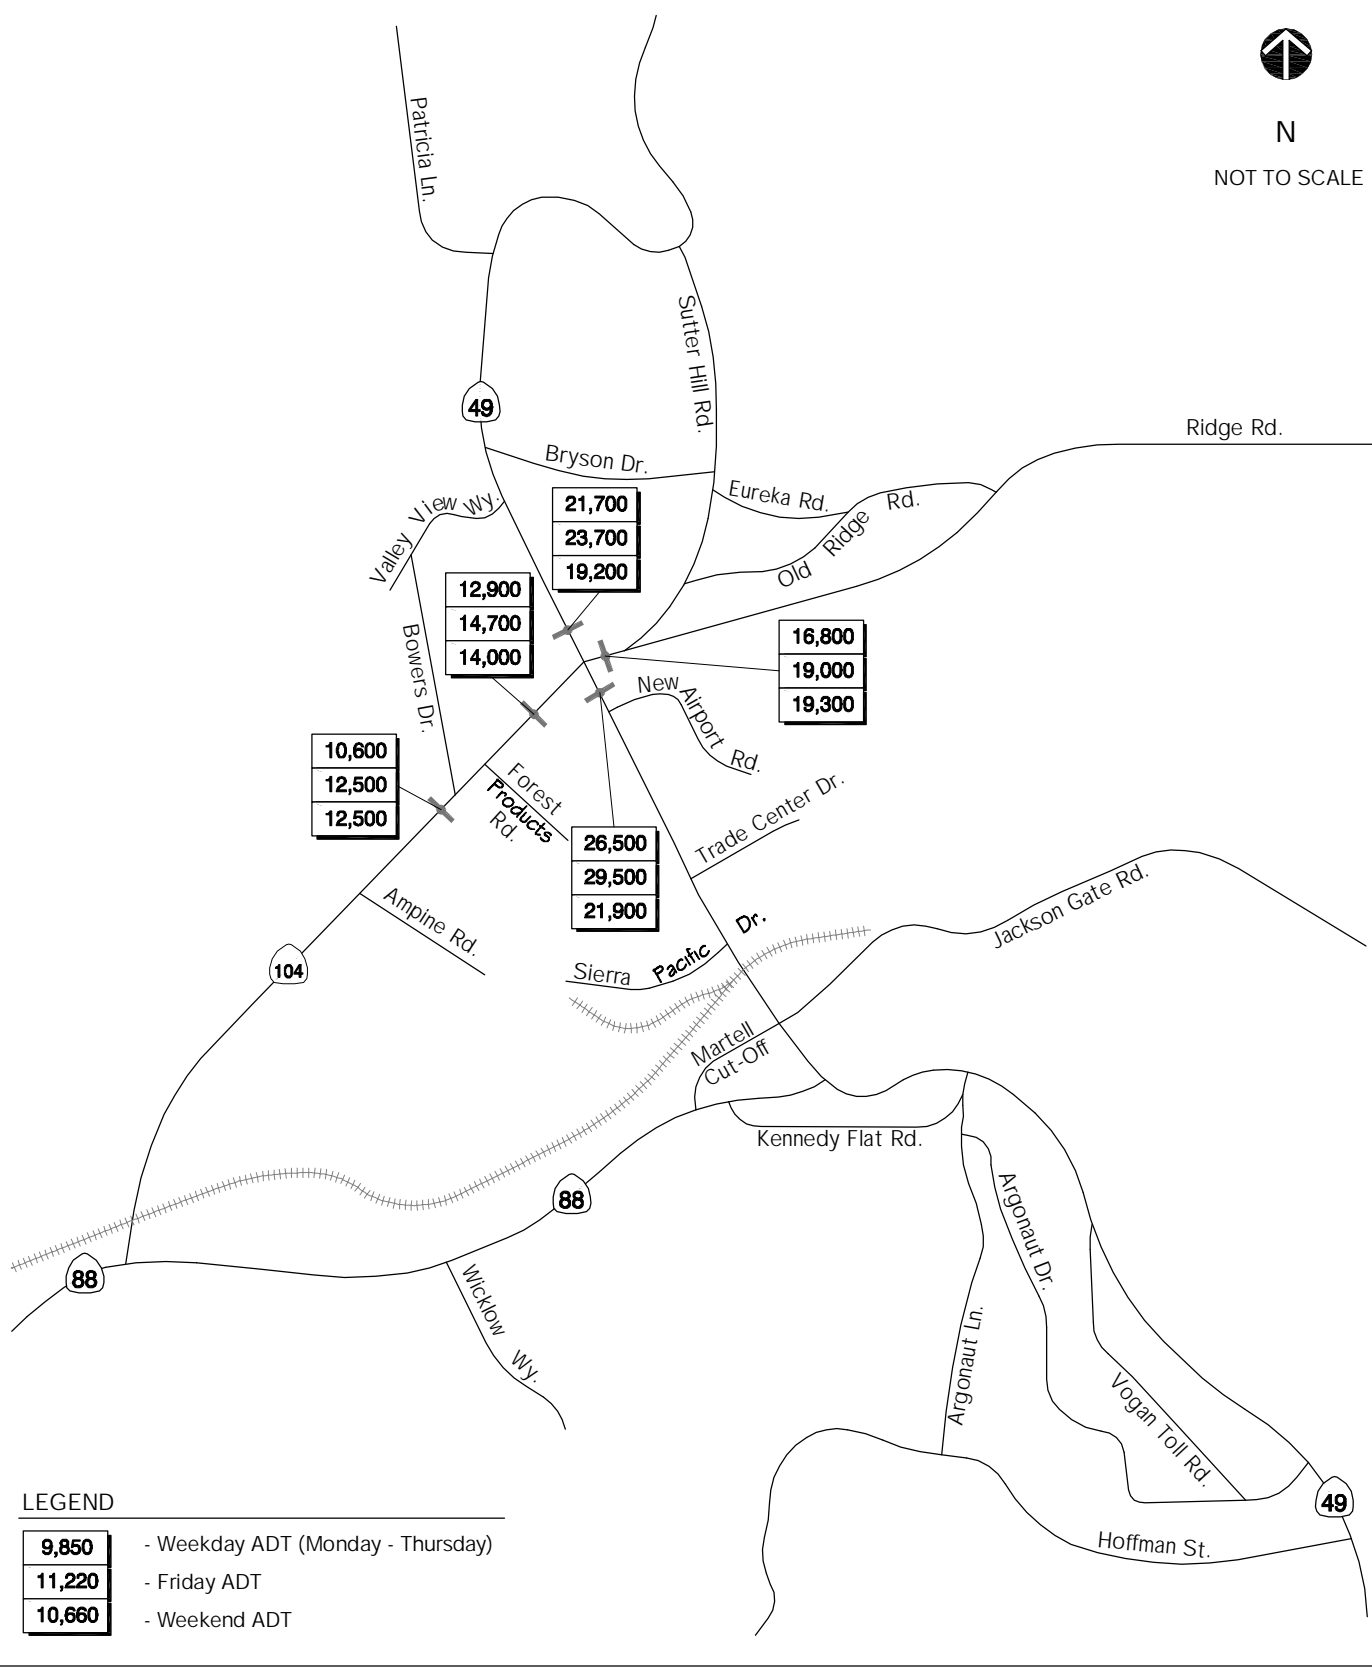 N
NOT TO SCALE
Patricia Ln.
Sutter Hill Rd.
49
Ridge Rd.
Bryson Dr.
Eureka Rd.
Old Ridge Rd.
Valley View Wy.
21,700
23,700
19,200
12,900
14,700
14,000
16,800
19,000
19,300
Bowers Dr.
New Airport Rd.
10,600
12,500
12,500
Forest
Products
Rd.
26,500
29,500
21,900
Trade Center Dr.
Jackson Gate Rd.
Ampine Rd.
104
Sierra Pacific Dr.
Martell
Cut-Off
Kennedy Flat Rd.
88
88
Argonaut Dr.
Wicklow Wy.
Argonaut Ln.
Vogan Toll Rd.
49
Hoffman St.
LEGEND
9,850 - Weekday ADT (Monday - Thursday)
11,220 - Friday ADT
10,660 - Weekend ADT